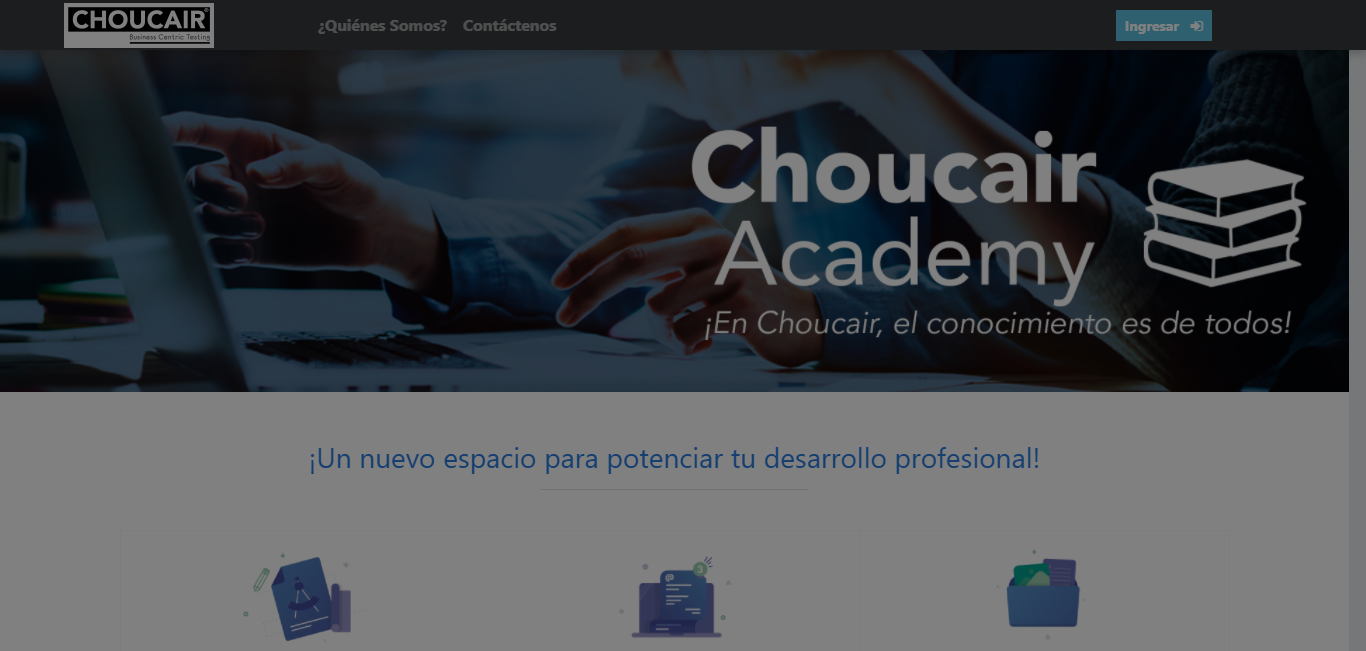 CHOUCAIR®
Business Centric Testing
¿Quiénes Somos? Contáctenos
Ingresar
Choucair
Academy
¡En Choucair, el conocimiento es de todos!
¡Un nuevo espacio para potenciar tu desarrollo profesional!